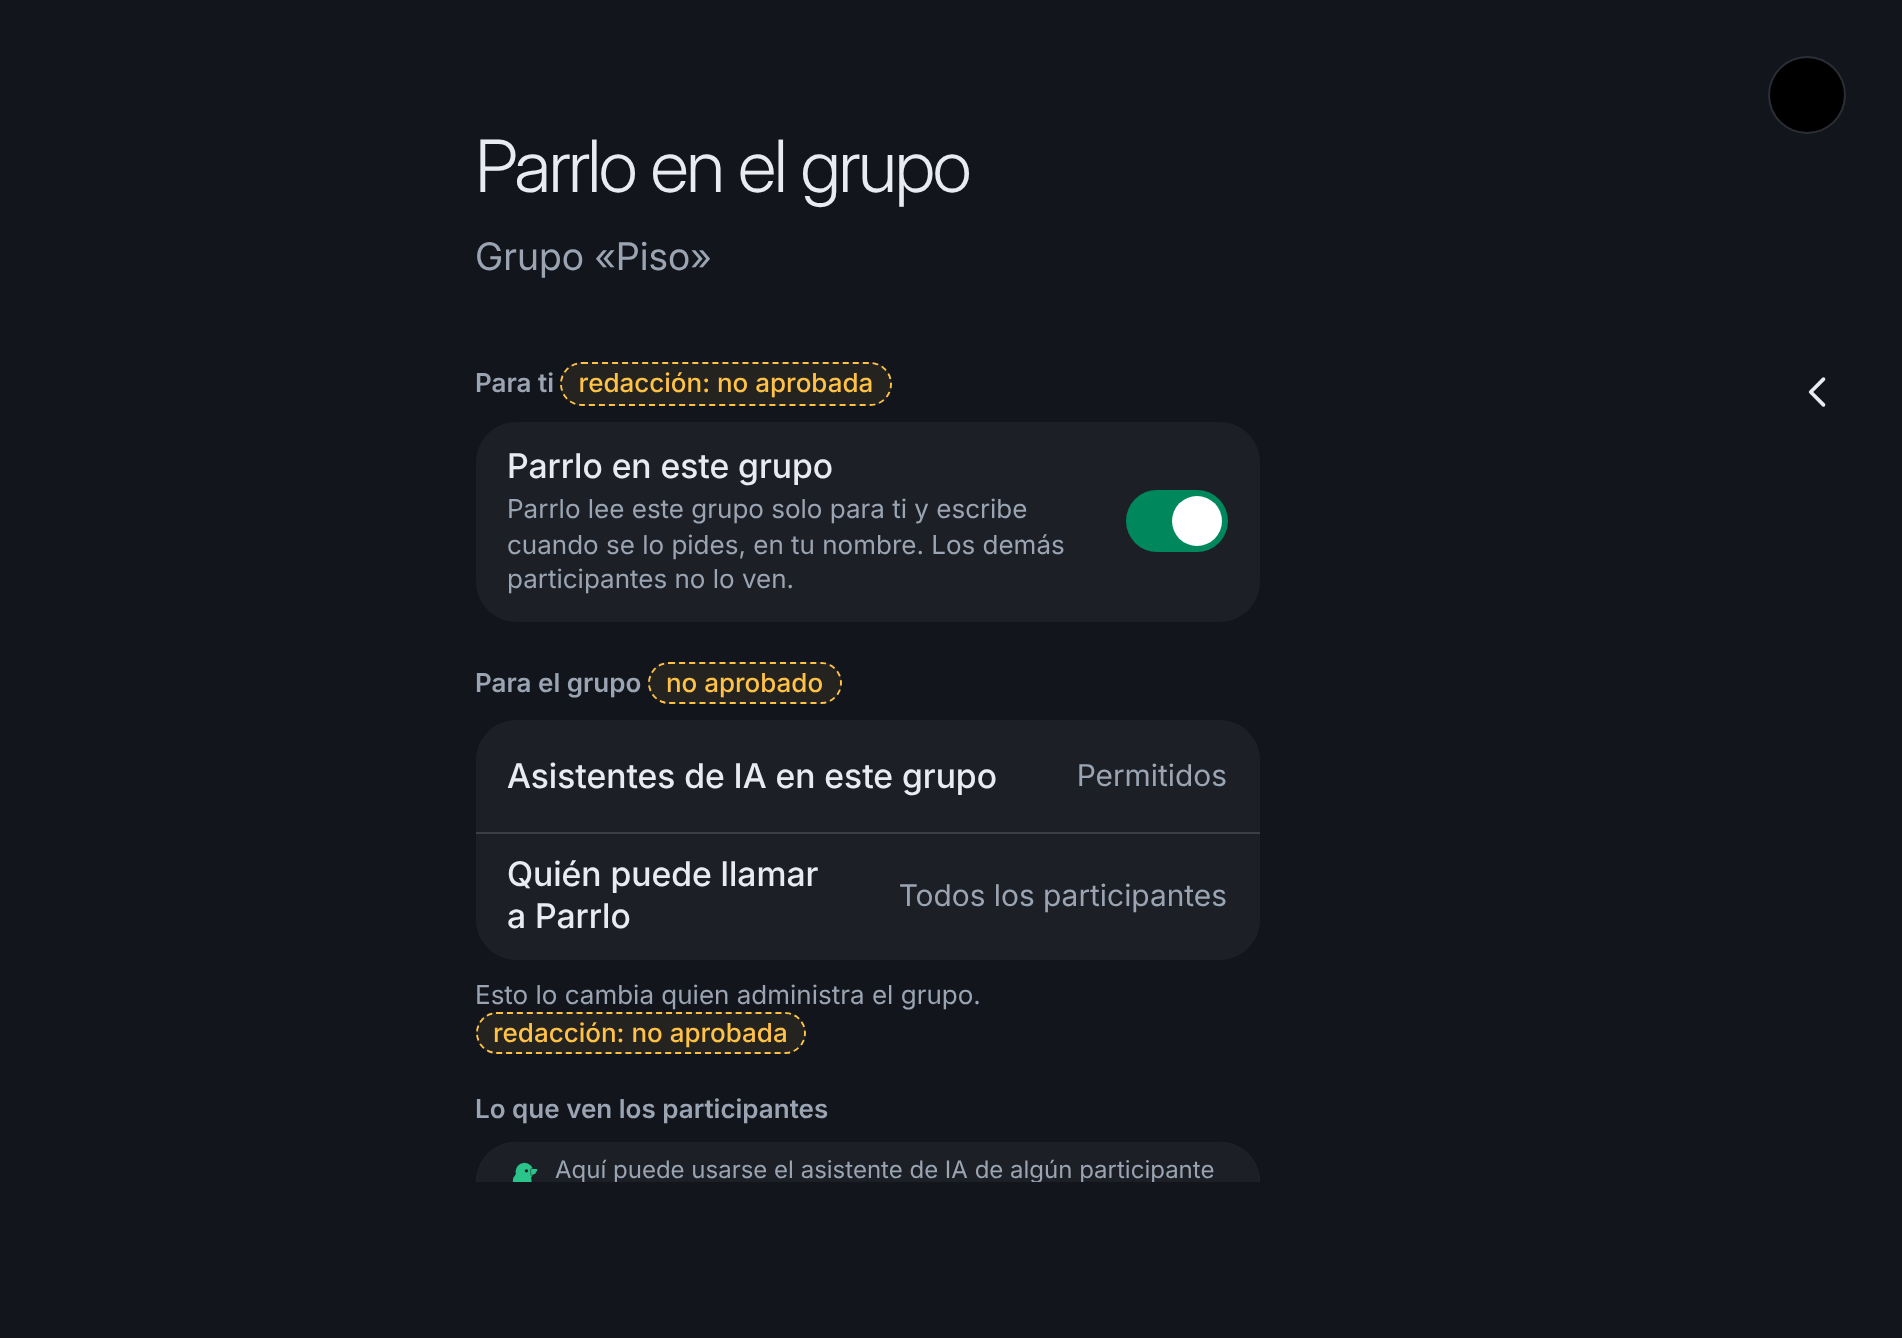 Parrlo en el grupo
Grupo «Piso»
Para ti redacción: no aprobada
Parrlo en este grupo
Parrlo lee este grupo solo para ti y escribe
cuando se lo pides, en tu nombre. Los demás
participantes no lo ven.
Para el grupo no aprobado
Asistentes de IA en este grupo Permitidos
Quién puede llamar
a Parrlo
Todos los participantes
Esto lo cambia quien administra el grupo.
redacción: no aprobada
Lo que ven los participantes
Aquí puede usarse el asistente de IA de algún participante